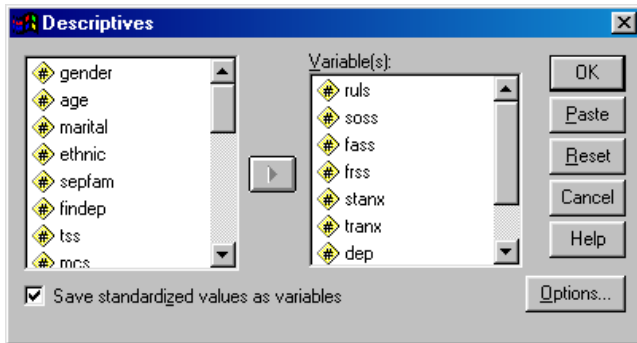 Descriptives
gender
age
marital
ethnic
sepfam
findep
tss
mcs
Variable(s):
ruls
soss
fass
frss
stanx
tranx
dep
OK
Paste
Reset
Cancel
Help
Save standardized values as variables
Options...